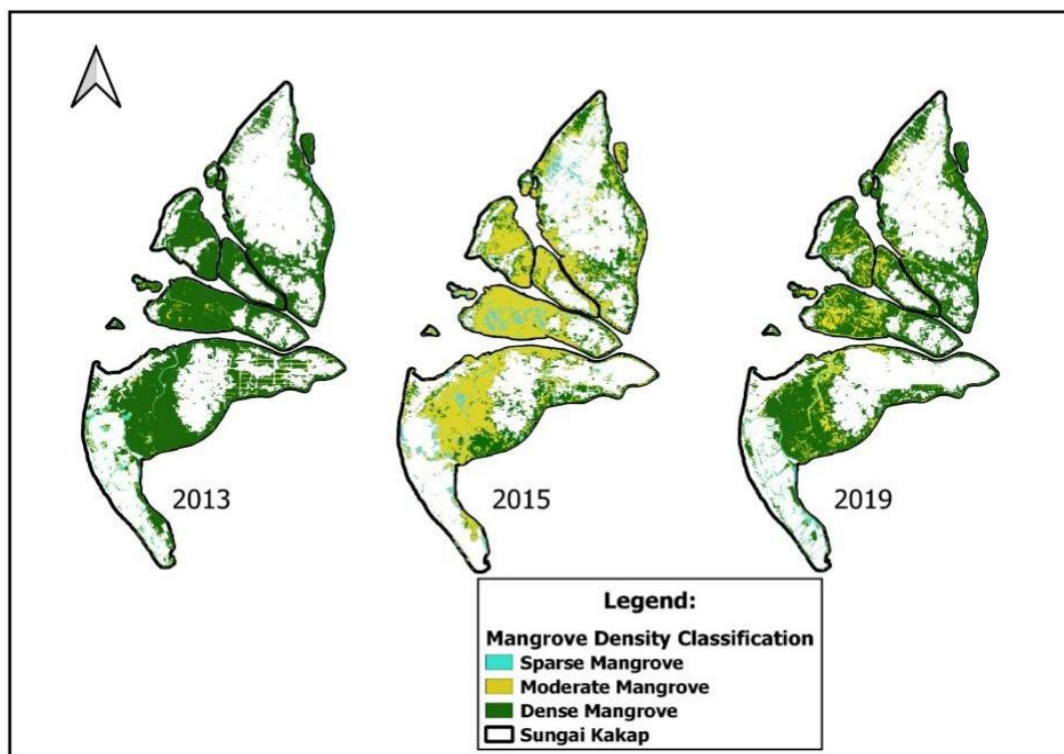 2013
2015
2019
Legend:
Mangrove Density Classification
Sparse Mangrove
Moderate Mangrove
Dense Mangrove
Sungai Kakap